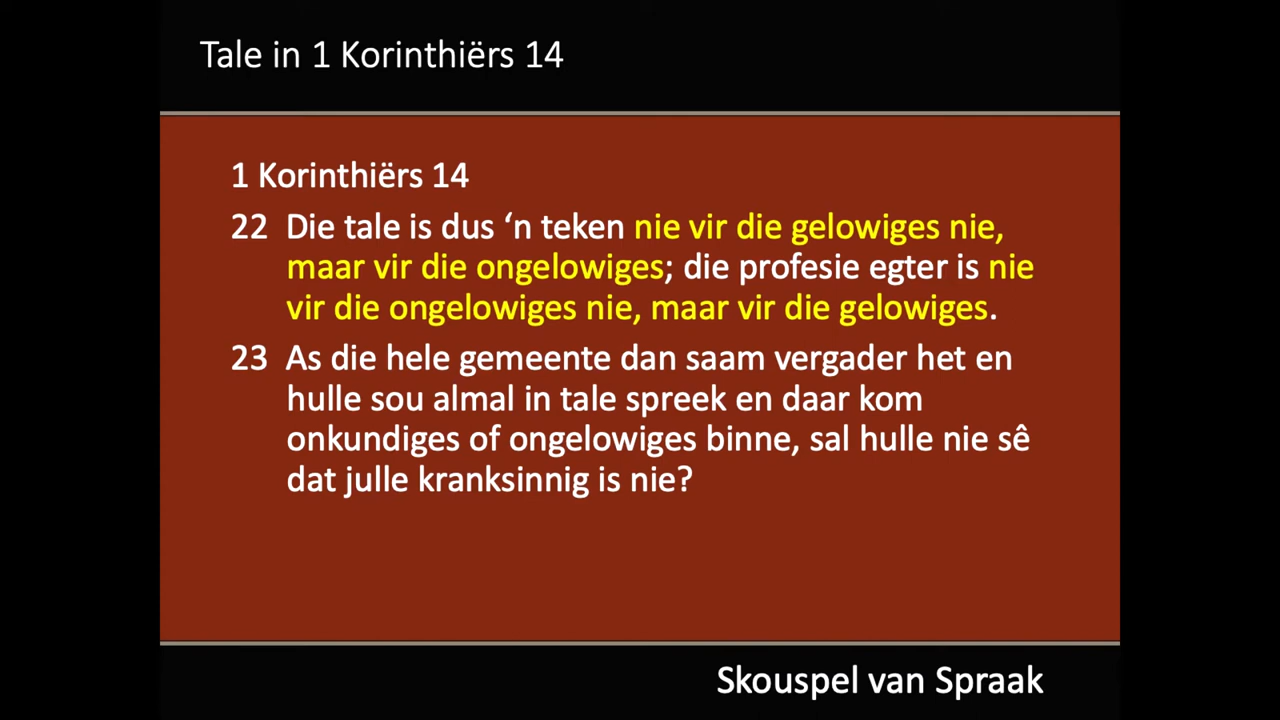 Tale in 1 Korinthiërs 14
1 Korinthiërs 14
22 Die tale is dus ‘n teken nie vir die gelowiges nie,
maar vir die ongelowiges; die profesie egter is nie
vir die ongelowiges nie, maar vir die gelowiges.
23 As die hele gemeente dan saam vergader het en
hulle sou almal in tale spreek en daar kom
onkundiges of ongelowiges binne, sal hulle nie sê
dat julle kranksinnig is nie?
Skouspel van Spraak